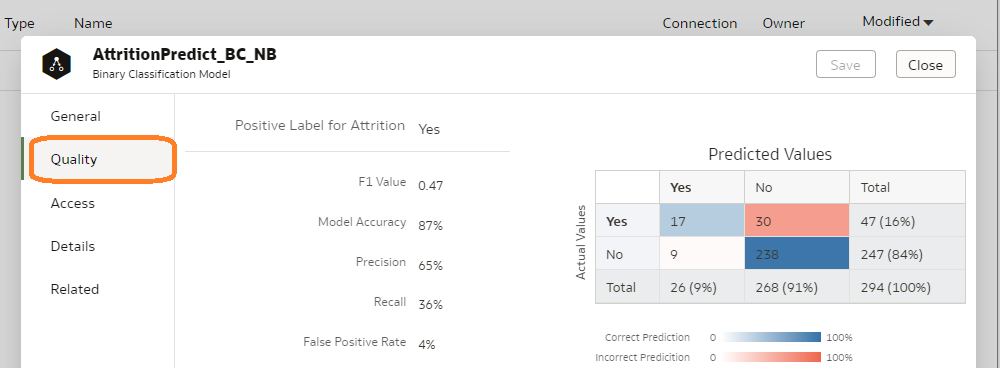 Type Name Connection Owner Modified
AttritionPredict_BC_NB
Binary Classification Model
Save Close
General
Quality
Access
Details
Related
Positive Label for Attrition Yes
F1 Value 0.47
Model Accuracy 87%
Precision 65%
Recall 36%
False Positive Rate 4%
Predicted Values
Actual Values
Yes No Total
Yes 17 30 47 (16%)
No 9 238 247 (84%)
Total 26 (9%) 268 (91%) 294 (100%)
Correct Prediction 0 100%
Incorrect Predicition 0 100%